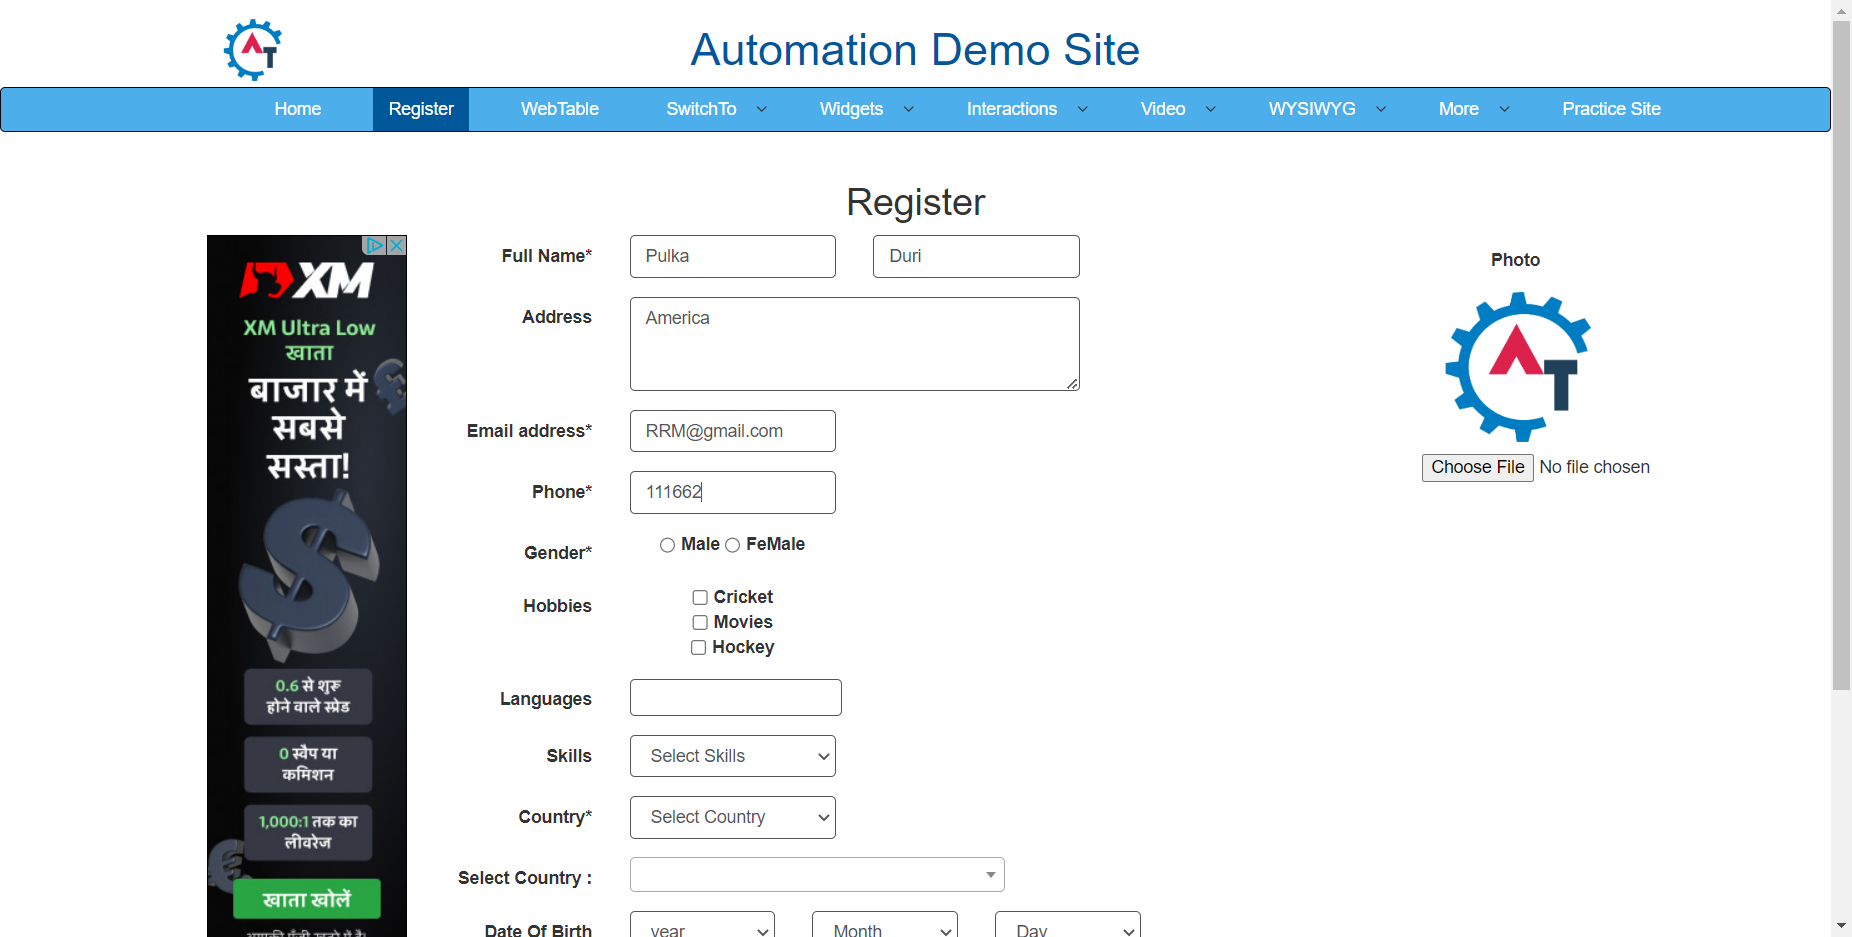 AT
Automation Demo Site
Home Register WebTable SwitchTo Widgets Interactions Video WYSIWYG More Practice Site
Register
XM
XM Ultra Low
खाता
बाजार में
सबसे
सस्ता!
0.6 से शुरू
होने वाले स्प्रेड
0 स्वैप या
कमिशन
1,000:1 तक का
लीवरेज
खाता खोलें
Full Name* Pulka Duri
Address America
Email address* RRM@gmail.com
Phone* 111662
Gender* Male FeMale
Hobbies Cricket
Movies
Hockey
Languages
Skills Select Skills
Country* Select Country
Select Country :
Date Of Birth year Month Day
Photo
AT
Choose File No file chosen